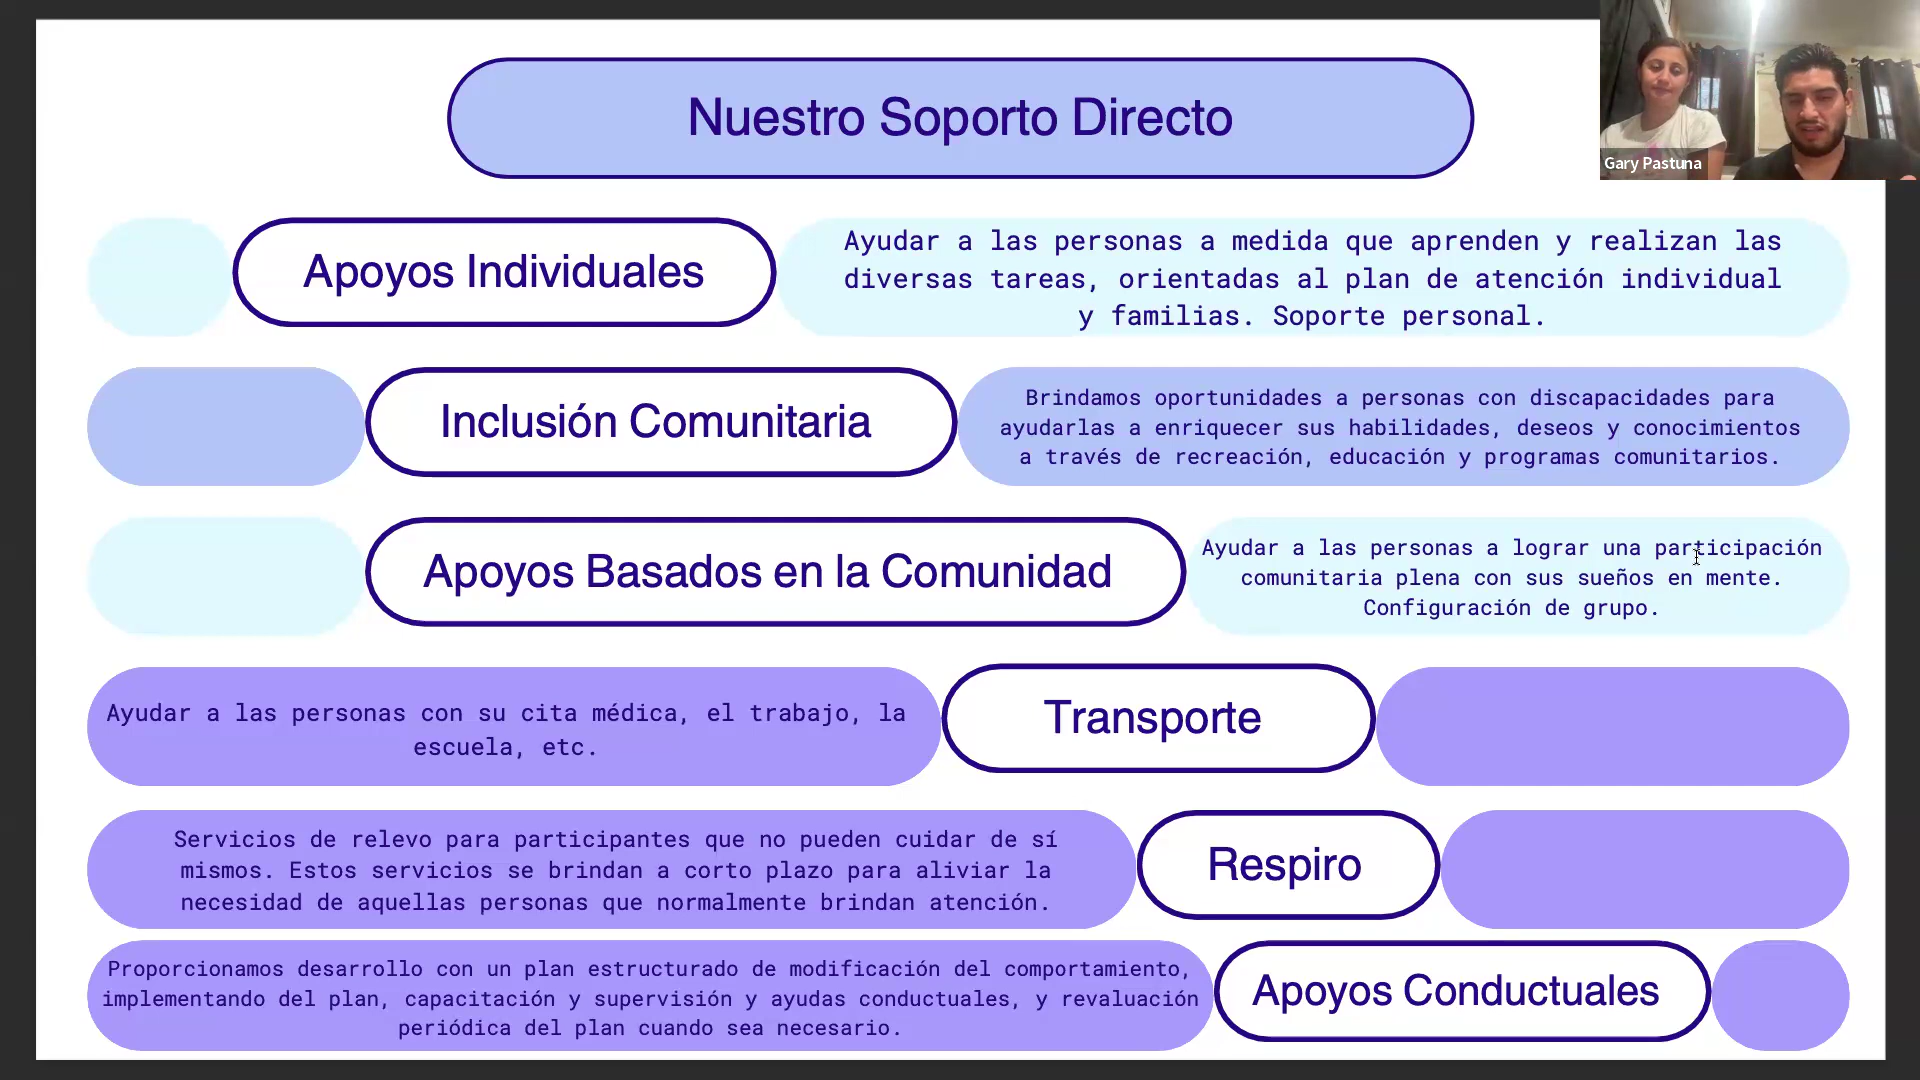 Nuestro Soporto Directo
Gary Pastuna
Apoyos Individuales
Ayudar a las personas a medida que aprenden y realizan las
diversas tareas, orientadas al plan de atención individual
y familias. Soporte personal.
Inclusión Comunitaria
Brindamos oportunidades a personas con discapacidades para
ayudarlas a enriquecer sus habilidades, deseos y conocimientos
a través de recreación, educación y programas comunitarios.
Apoyos Basados en la Comunidad
Ayudar a las personas a lograr una participación
comunitaria plena con sus sueños en mente.
Configuración de grupo.
Ayudar a las personas con su cita médica, el trabajo, la
escuela, etc.
Transporte
Servicios de relevo para participantes que no pueden cuidar de sí
mismos. Estos servicios se brindan a corto plazo para aliviar la
necesidad de aquellas personas que normalmente brindan atención.
Respiro
Proporcionamos desarrollo con un plan estructurado de modificación del comportamiento,
implementando del plan, capacitación y supervisión y ayudas conductuales, y revaluación
periódica del plan cuando sea necesario.
Apoyos Conductuales